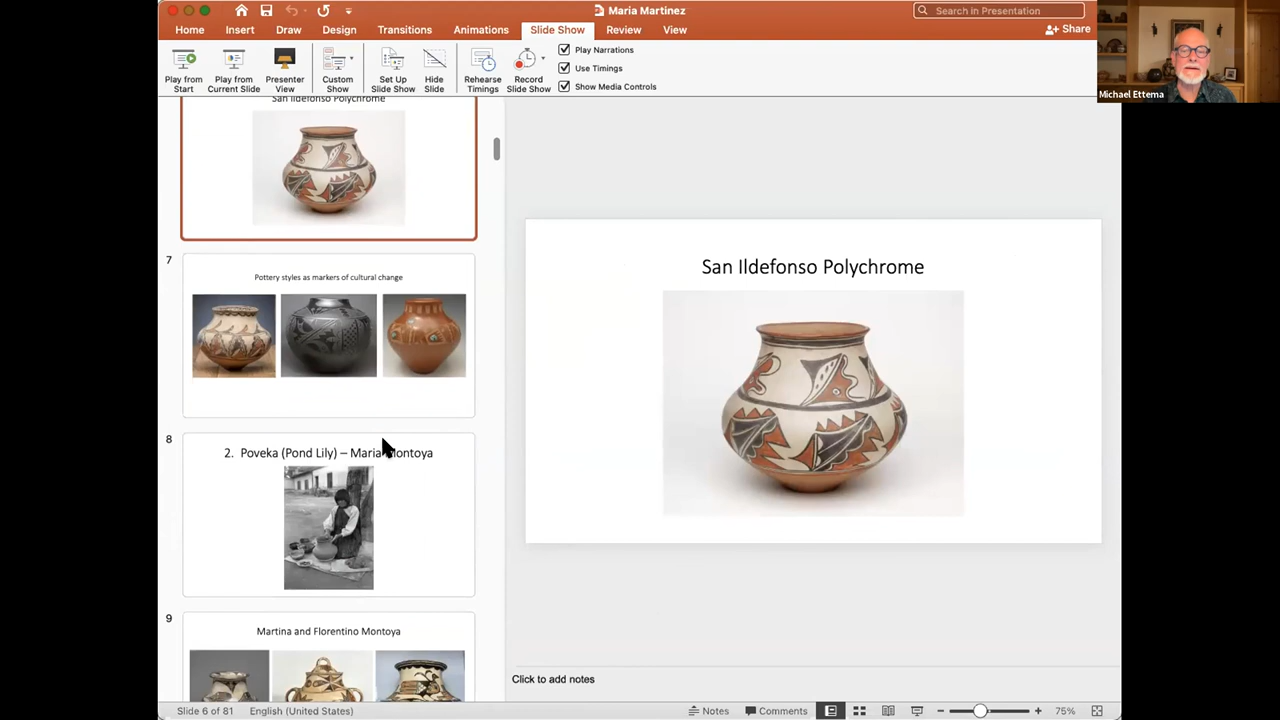 Maria Martinez
Search in Presentation
Home
Insert
Draw
Design
Transitions
Animations
Slide Show
Review
View
Share
Play from
Start
Play from
Current Slide
Presenter
View
Custom
Show
Set Up
Slide Show
Hide
Slide
Rehearse
Timings
Record
Slide Show
Play Narrations
Use Timings
Show Media Controls
Michael Ettema
San Ildefonso Polychrome
7
Pottery styles as markers of cultural change
8
2. Poveka (Pond Lily) – Maria Montoya
9
Martina and Florentino Montoya
San Ildefonso Polychrome
Click to add notes
Slide 6 of 81
English (United States)
Notes
Comments
75%